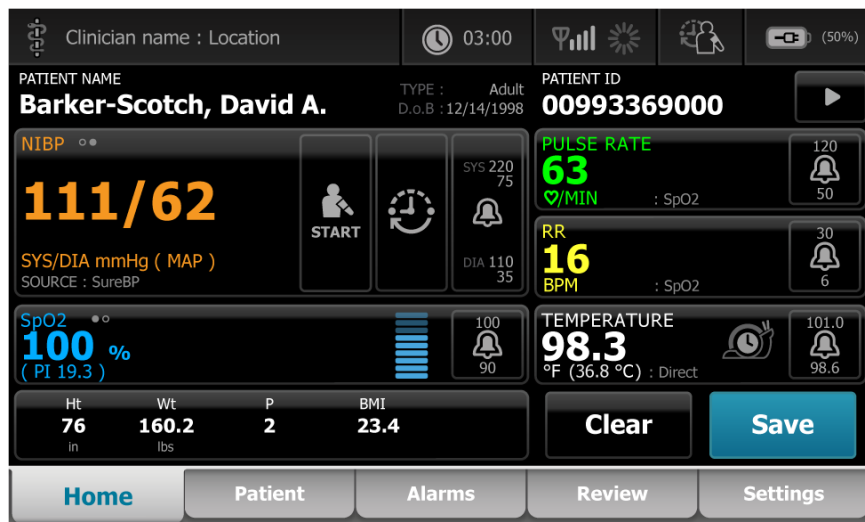 Clinician name : Location
03:00
(50%)
PATIENT NAME
Barker-Scotch, David A.
TYPE : Adult
D.o.B : 12/14/1998
PATIENT ID
00993369000
NIBP
111/62
SYS/DIA mmHg ( MAP )
SOURCE : SureBP
START
SYS 220
75
DIA 110
35
PULSE RATE
63
/MIN : SpO2
120
50
RR
16
BPM : SpO2
30
6
SpO2
100 %
( PI 19.3 )
100
90
TEMPERATURE
98.3
°F (36.8 °C) : Direct
101.0
98.6
Ht Wt P BMI
76 160.2 2 23.4
in lbs
Clear
Save
Home Patient Alarms Review Settings